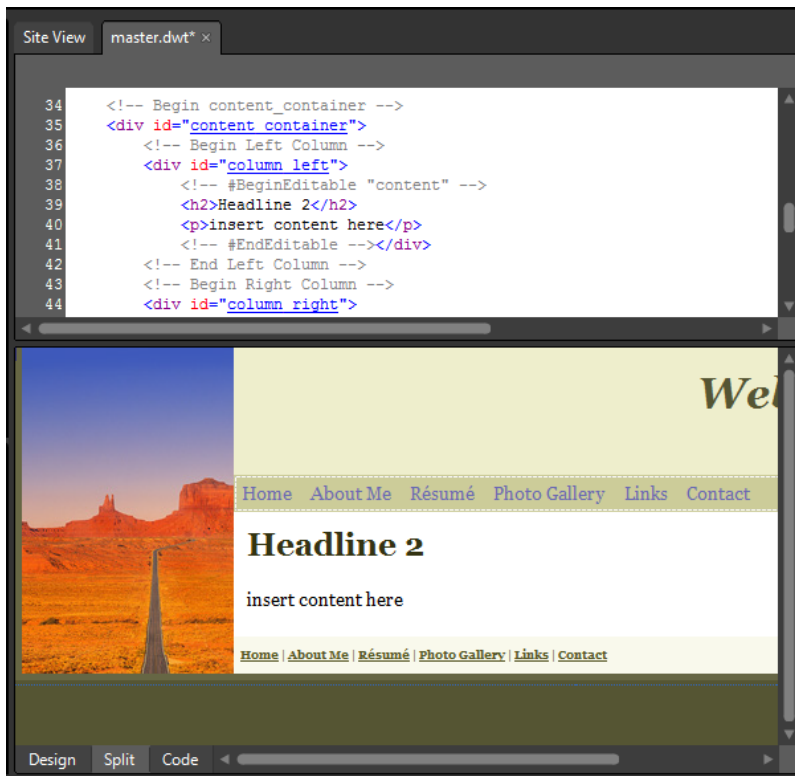 Site View master.dwt* ×
34 <!-- Begin content_container -->
35 <div id="content_container">
36 <!-- Begin Left Column -->
37 <div id="column_left">
38 <!-- #BeginEditable "content" -->
39 <h2>Headline 2</h2>
40 <p>insert content here</p>
41 <!-- #EndEditable --></div>
42 <!-- End Left Column -->
43 <!-- Begin Right Column -->
44 <div id="column_right">
Wel
Home About Me Résumé Photo Gallery Links Contact
Headline 2
insert content here
Home | About Me | Résumé | Photo Gallery | Links | Contact
Design Split Code